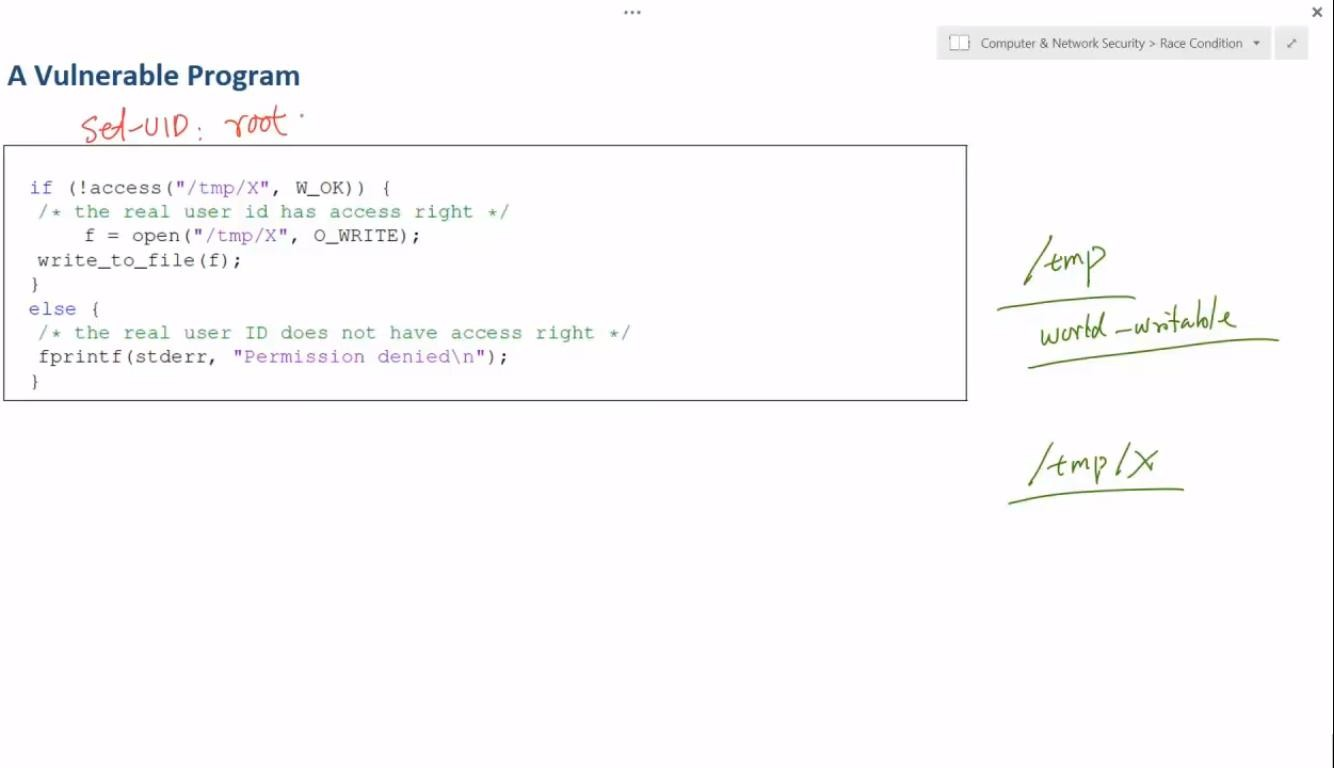 Computer & Network Security > Race Condition
A Vulnerable Program
Set-UID: root
if (!access("/tmp/X", W_OK)) {
/* the real user id has access right */
f = open("/tmp/X", O_WRITE);
write_to_file(f);
}
else {
/* the real user ID does not have access right */
fprintf(stderr, "Permission denied\n");
}
/tmp
world-writable
/tmp/X